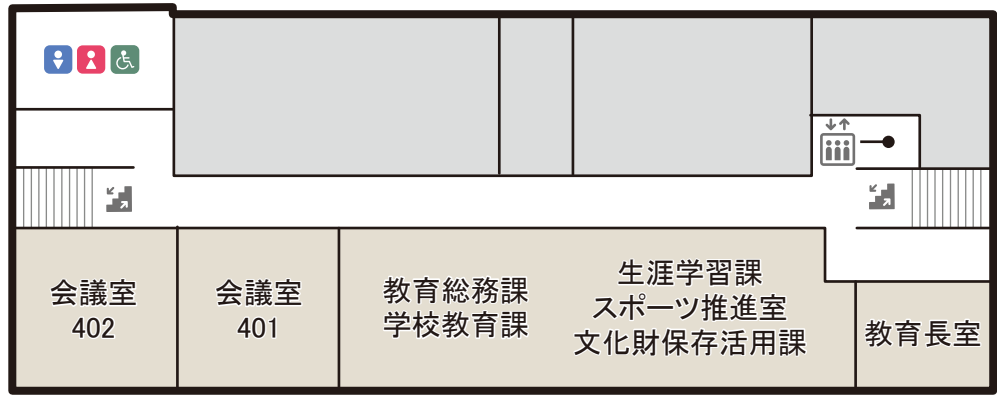 会議室
402
会議室
401
教育総務課
学校教育課
生涯学習課
スポーツ推進室
文化財保存活用課
教育長室